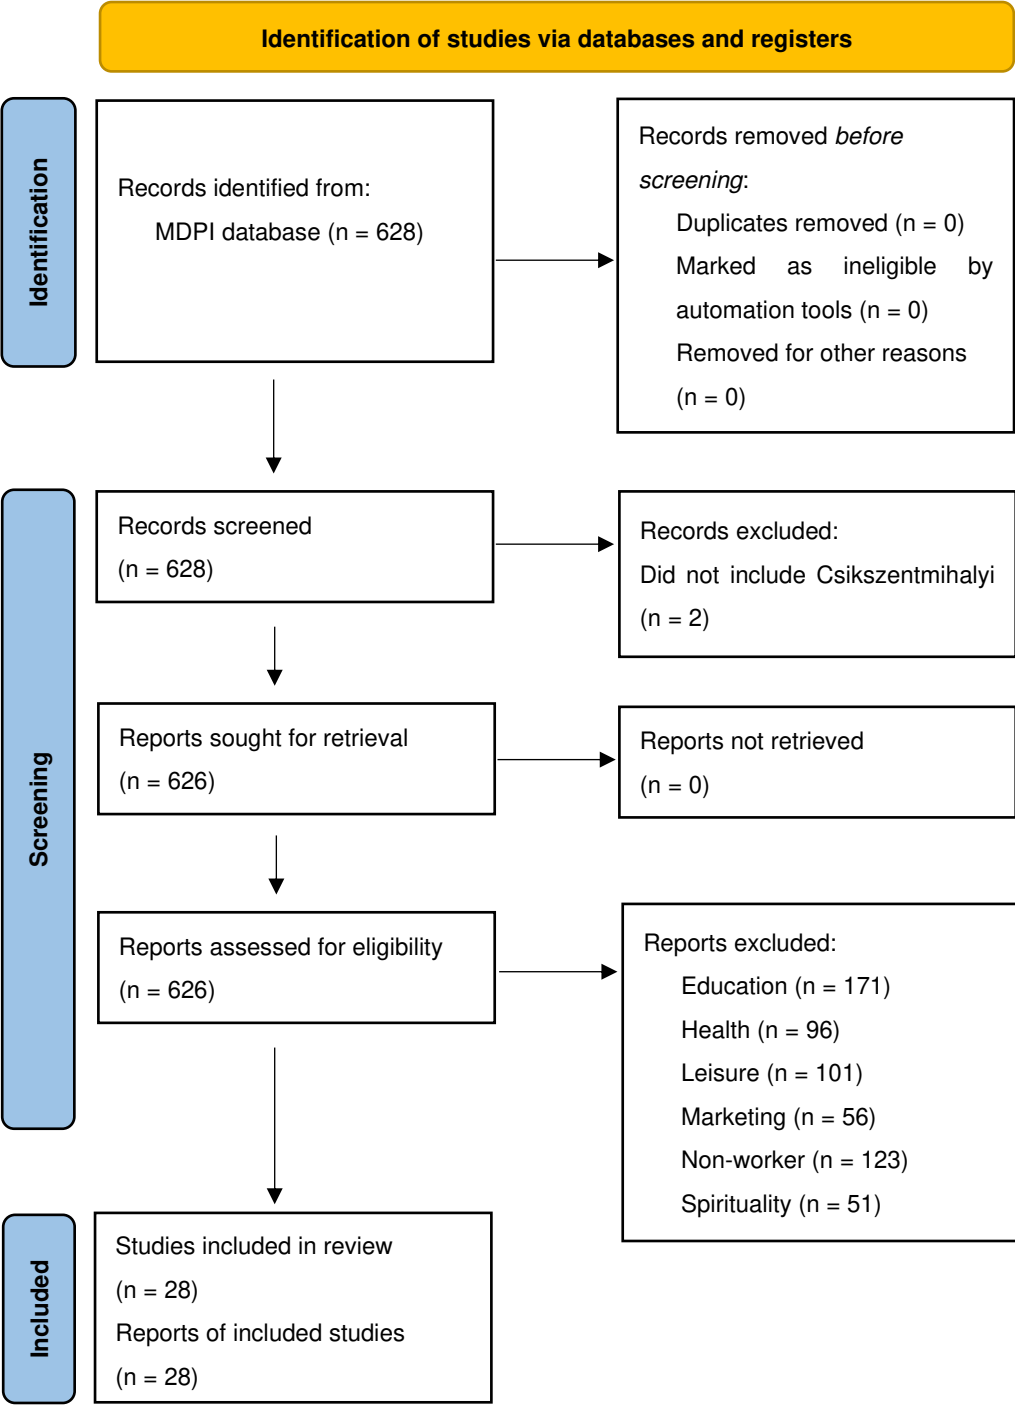 Identification of studies via databases and registers
Identification
Records identified from:
MDPI database (n = 628)
Records removed before
screening:
Duplicates removed (n = 0)
Marked as ineligible by
automation tools (n = 0)
Removed for other reasons
(n = 0)
Screening
Records screened
(n = 628)
Records excluded:
Did not include Csikszentmihalyi
(n = 2)
Reports sought for retrieval
(n = 626)
Reports not retrieved
(n = 0)
Reports assessed for eligibility
(n = 626)
Reports excluded:
Education (n = 171)
Health (n = 96)
Leisure (n = 101)
Marketing (n = 56)
Non-worker (n = 123)
Spirituality (n = 51)
Included
Studies included in review
(n = 28)
Reports of included studies
(n = 28)